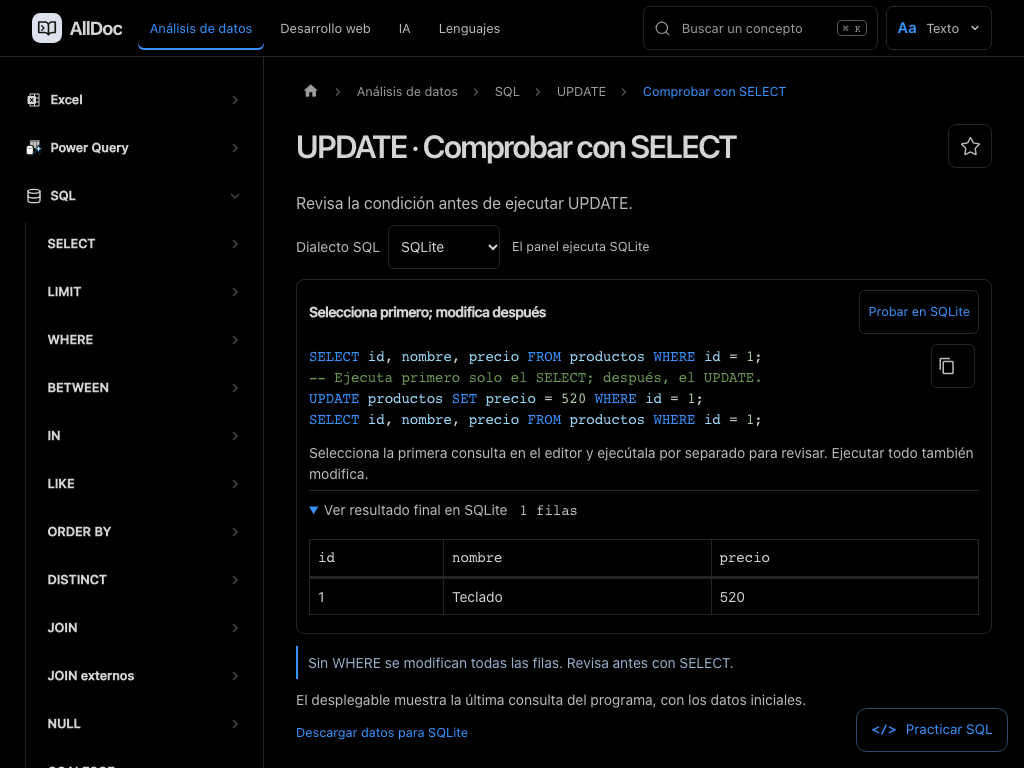 AllDoc
Análisis de datos
Desarrollo web
IA
Lenguajes
Buscar un concepto
⌘ K
Aa Texto
Excel
Power Query
SQL
SELECT
LIMIT
WHERE
BETWEEN
IN
LIKE
ORDER BY
DISTINCT
JOIN
JOIN externos
NULL
Análisis de datos > SQL > UPDATE > Comprobar con SELECT
UPDATE · Comprobar con SELECT
Revisa la condición antes de ejecutar UPDATE.
Dialecto SQL SQLite El panel ejecuta SQLite
Selecciona primero; modifica después
Probar en SQLite
SELECT id, nombre, precio FROM productos WHERE id = 1;
-- Ejecuta primero solo el SELECT; después, el UPDATE.
UPDATE productos SET precio = 520 WHERE id = 1;
SELECT id, nombre, precio FROM productos WHERE id = 1;
Selecciona la primera consulta en el editor y ejecútala por separado para revisar. Ejecutar todo también
modifica.
Ver resultado final en SQLite 1 filas
id nombre precio
1 Teclado 520
Sin WHERE se modifican todas las filas. Revisa antes con SELECT.
El desplegable muestra la última consulta del programa, con los datos iniciales.
Descargar datos para SQLite
</> Practicar SQL